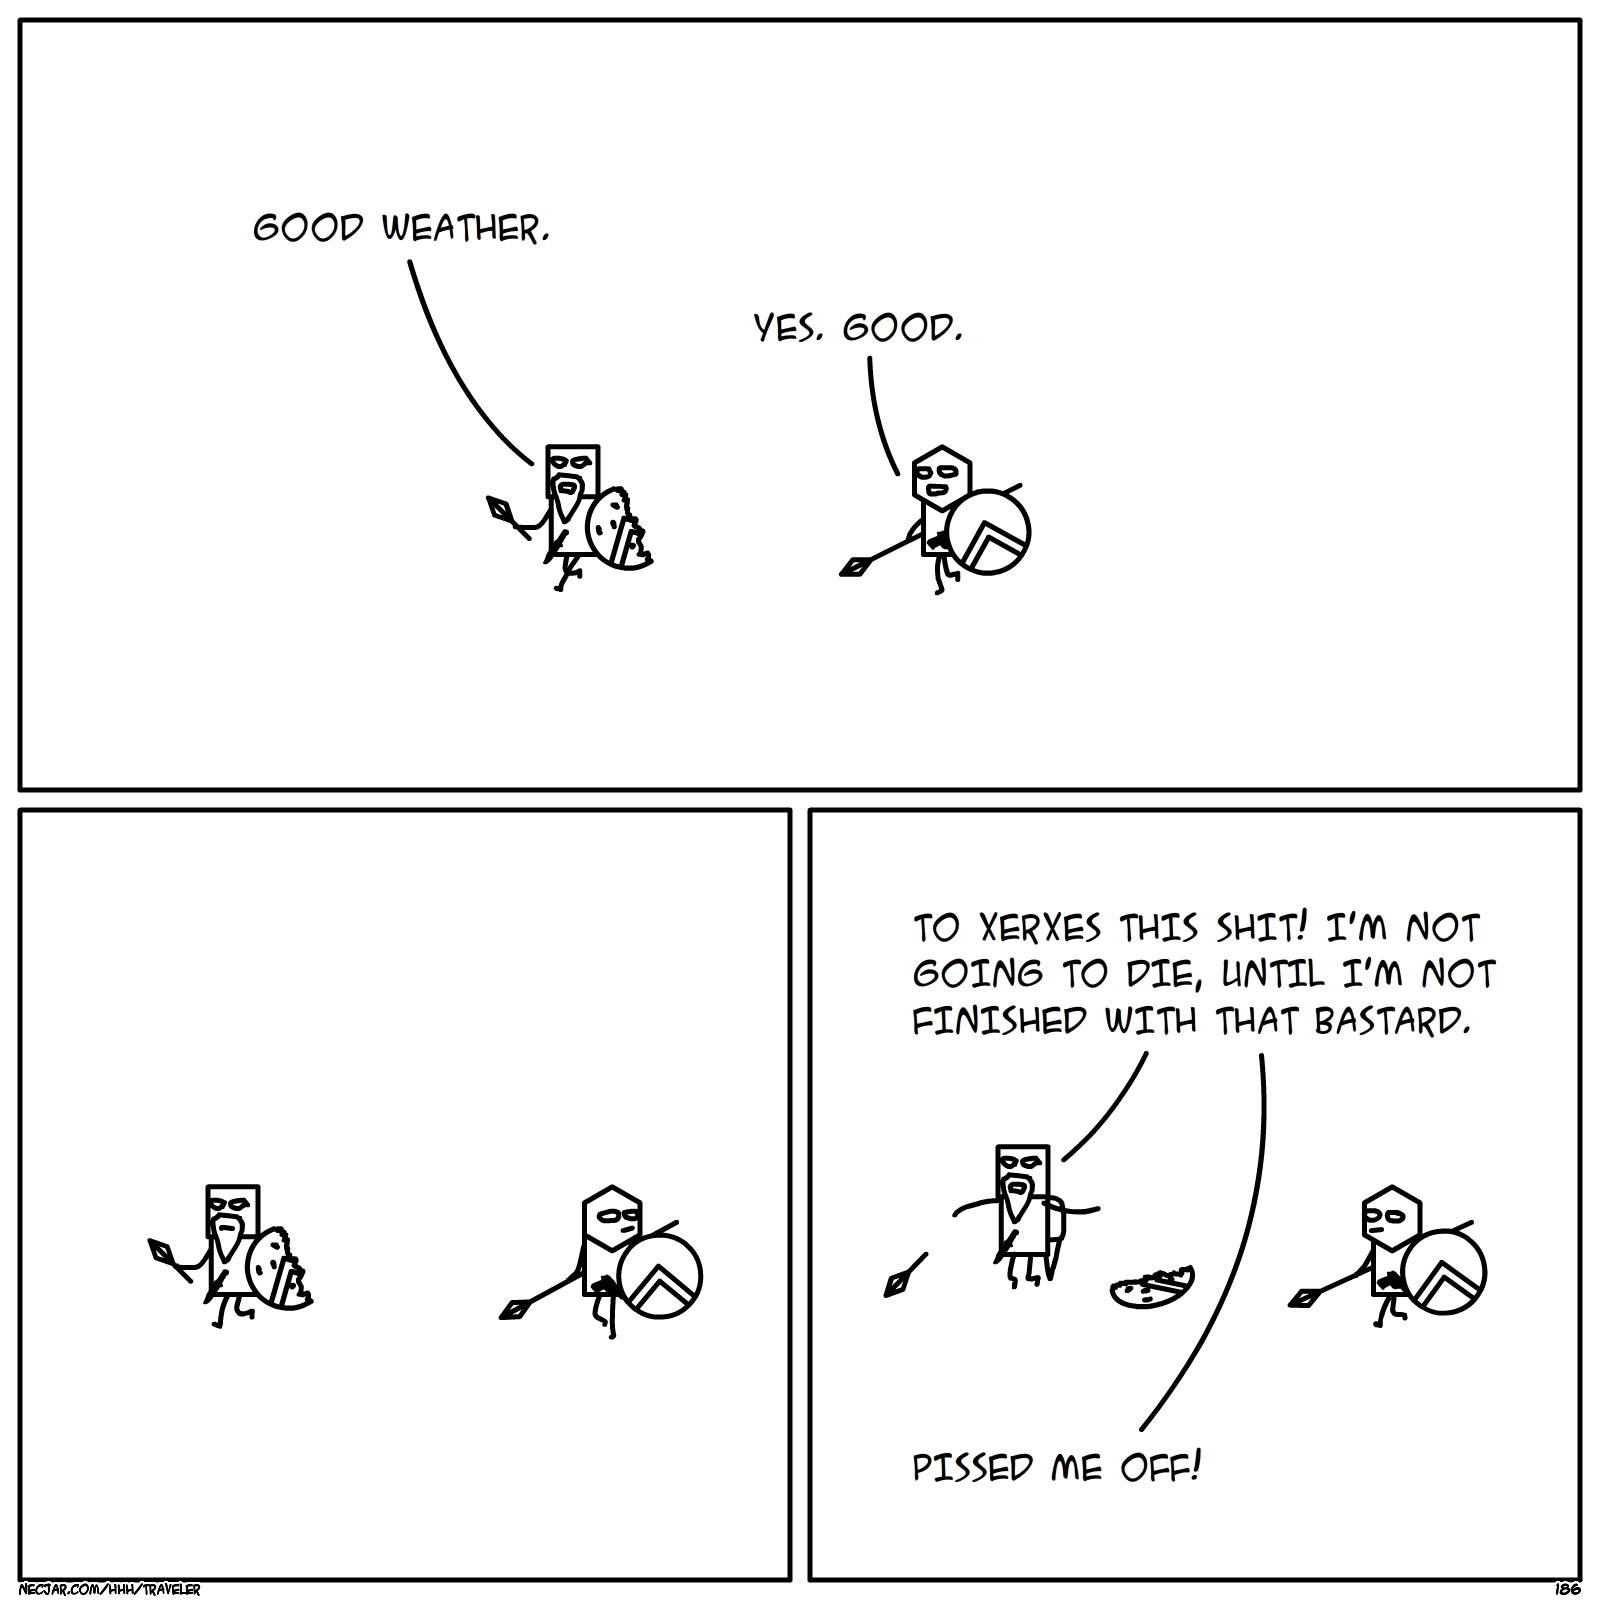 GOOD WEATHER.
YES. GOOD.
TO XERXES THIS SHIT! I'M NOT
GOING TO DIE, UNTIL I'M NOT
FINISHED WITH THAT BASTARD.
PISSED ME OFF!
NECJAR.COM/HHH/TRAVELER
186